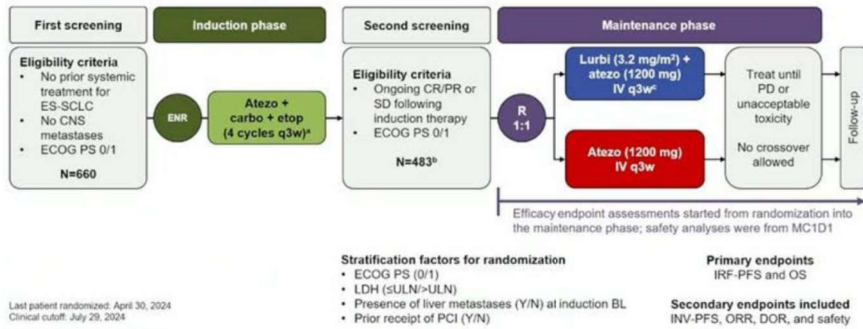 First screening
Induction phase
Second screening
Maintenance phase
Eligibility criteria
• No prior systemic
treatment for
ES-SCLC
• No CNS
metastases
• ECOG PS 0/1
N=660
ENR
Atezo +
carbo + etop
(4 cycles q3w)ᵃ
Eligibility criteria
• Ongoing CR/PR or
SD following
induction therapy
• ECOG PS 0/1
N=483ᵇ
R
1:1
Lurbi (3.2 mg/m²) +
atezo (1200 mg)
IV q3wᶜ
Atezo (1200 mg)
IV q3w
Treat until
PD or
unacceptable
toxicity
No crossover
allowed
Follow-up
Efficacy endpoint assessments started from randomization into
the maintenance phase; safety analyses were from MC1D1
Stratification factors for randomization
• ECOG PS (0/1)
• LDH (≤ULN/>ULN)
• Presence of liver metastases (Y/N) at induction BL
• Prior receipt of PCI (Y/N)
Primary endpoints
IRF-PFS and OS
Secondary endpoints included
INV-PFS, ORR, DOR, and safety
Last patient randomized: April 30, 2024
Clinical cutoff: July 29, 2024